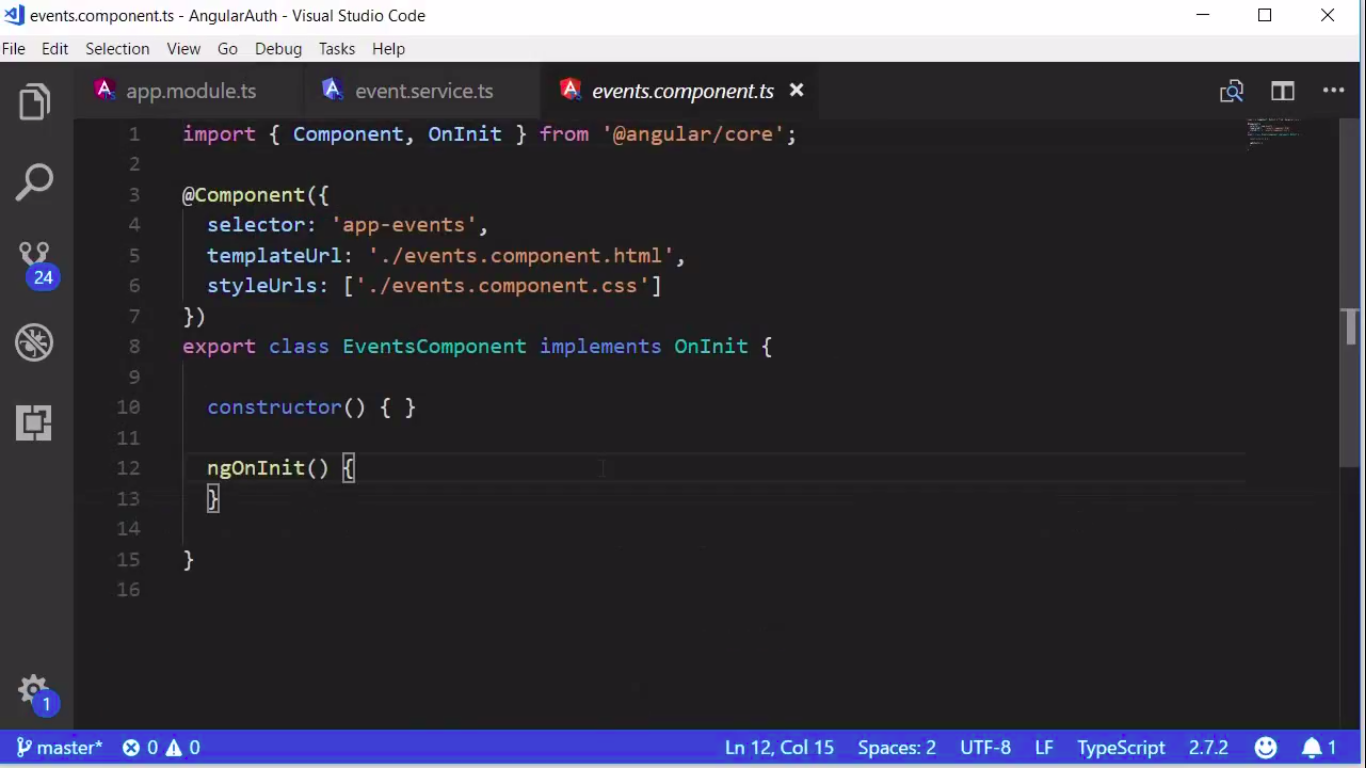 events.component.ts - AngularAuth - Visual Studio Code
File Edit Selection View Go Debug Tasks Help
app.module.ts event.service.ts events.component.ts
1 import { Component, OnInit } from '@angular/core';
2
3 @Component({
4 selector: 'app-events',
5 templateUrl: './events.component.html',
6 styleUrls: ['./events.component.css']
7 })
8 export class EventsComponent implements OnInit {
9
10 constructor() { }
11
12 ngOnInit() {
13 }
14
15 }
16
24
1
master* 0 0 Ln 12, Col 15 Spaces: 2 UTF-8 LF TypeScript 2.7.2 1